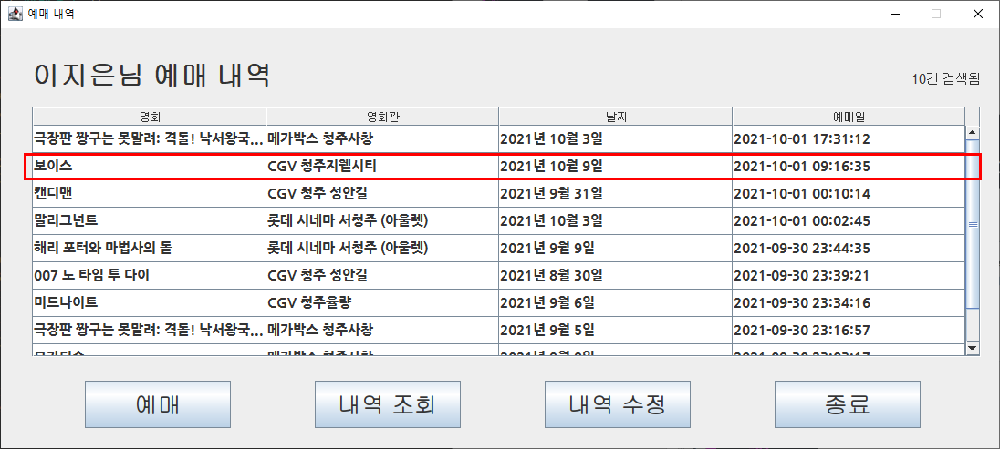 예매 내역
이지은님 예매 내역
10건 검색됨
영화 영화관 날짜 예매일
극장판 짱구는 못말려: 격돌! 낙서왕국... 메가박스 청주사창 2021년 10월 3일 2021-10-01 17:31:12
보이스 CGV 청주지웰시티 2021년 10월 9일 2021-10-01 09:16:35
캔디맨 CGV 청주 성안길 2021년 9월 31일 2021-10-01 00:10:14
말리그넌트 롯데 시네마 서청주 (아울렛) 2021년 10월 3일 2021-10-01 00:02:45
해리 포터와 마법사의 돌 롯데 시네마 서청주 (아울렛) 2021년 9월 9일 2021-09-30 23:44:35
007 노 타임 투 다이 CGV 청주 성안길 2021년 8월 30일 2021-09-30 23:39:21
미드나이트 CGV 청주율량 2021년 9월 6일 2021-09-30 23:34:16
극장판 짱구는 못말려: 격돌! 낙서왕국... 메가박스 청주사창 2021년 9월 5일 2021-09-30 23:16:57
예매 내역 조회 내역 수정 종료